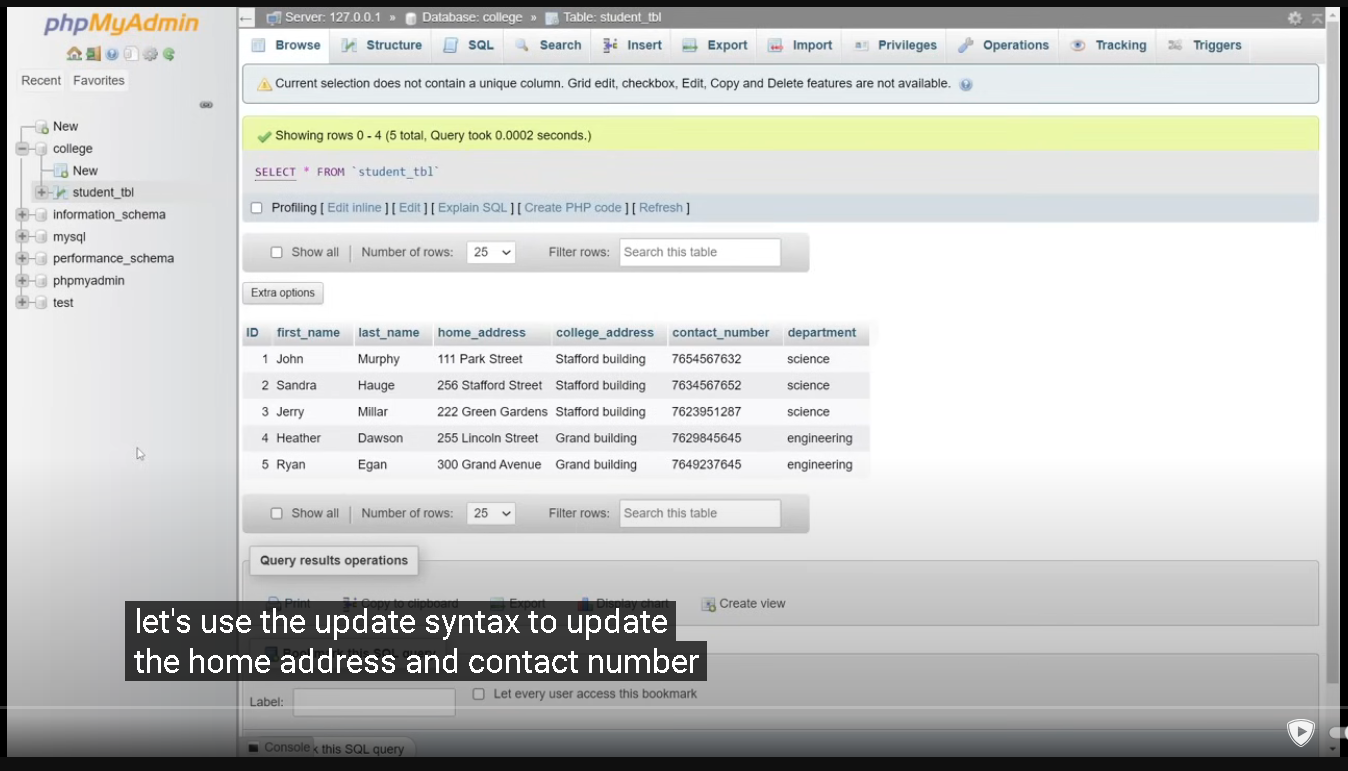 phpMyAdmin
Recent Favorites
New
college
New
student_tbl
information_schema
mysql
performance_schema
phpmyadmin
test
Server: 127.0.0.1 » Database: college » Table: student_tbl
Browse Structure SQL Search Insert Export Import Privileges Operations Tracking Triggers
Current selection does not contain a unique column. Grid edit, checkbox, Edit, Copy and Delete features are not available.
Showing rows 0 - 4 (5 total, Query took 0.0002 seconds.)
SELECT * FROM `student_tbl`
Profiling [ Edit inline ] [ Edit ] [ Explain SQL ] [ Create PHP code ] [ Refresh ]
Show all Number of rows: 25 Filter rows: Search this table
Extra options
ID first_name last_name home_address college_address contact_number department
1 John Murphy 111 Park Street Stafford building 7654567632 science
2 Sandra Hauge 256 Stafford Street Stafford building 7634567652 science
3 Jerry Millar 222 Green Gardens Stafford building 7623951287 science
4 Heather Dawson 255 Lincoln Street Grand building 7629845645 engineering
5 Ryan Egan 300 Grand Avenue Grand building 7649237645 engineering
Show all Number of rows: 25 Filter rows: Search this table
Query results operations
Print Copy to clipboard Export Display chart Create view
let's use the update syntax to update
the home address and contact number
Bookmark this SQL query
Label: Let every user access this bookmark
Console k this SQL query